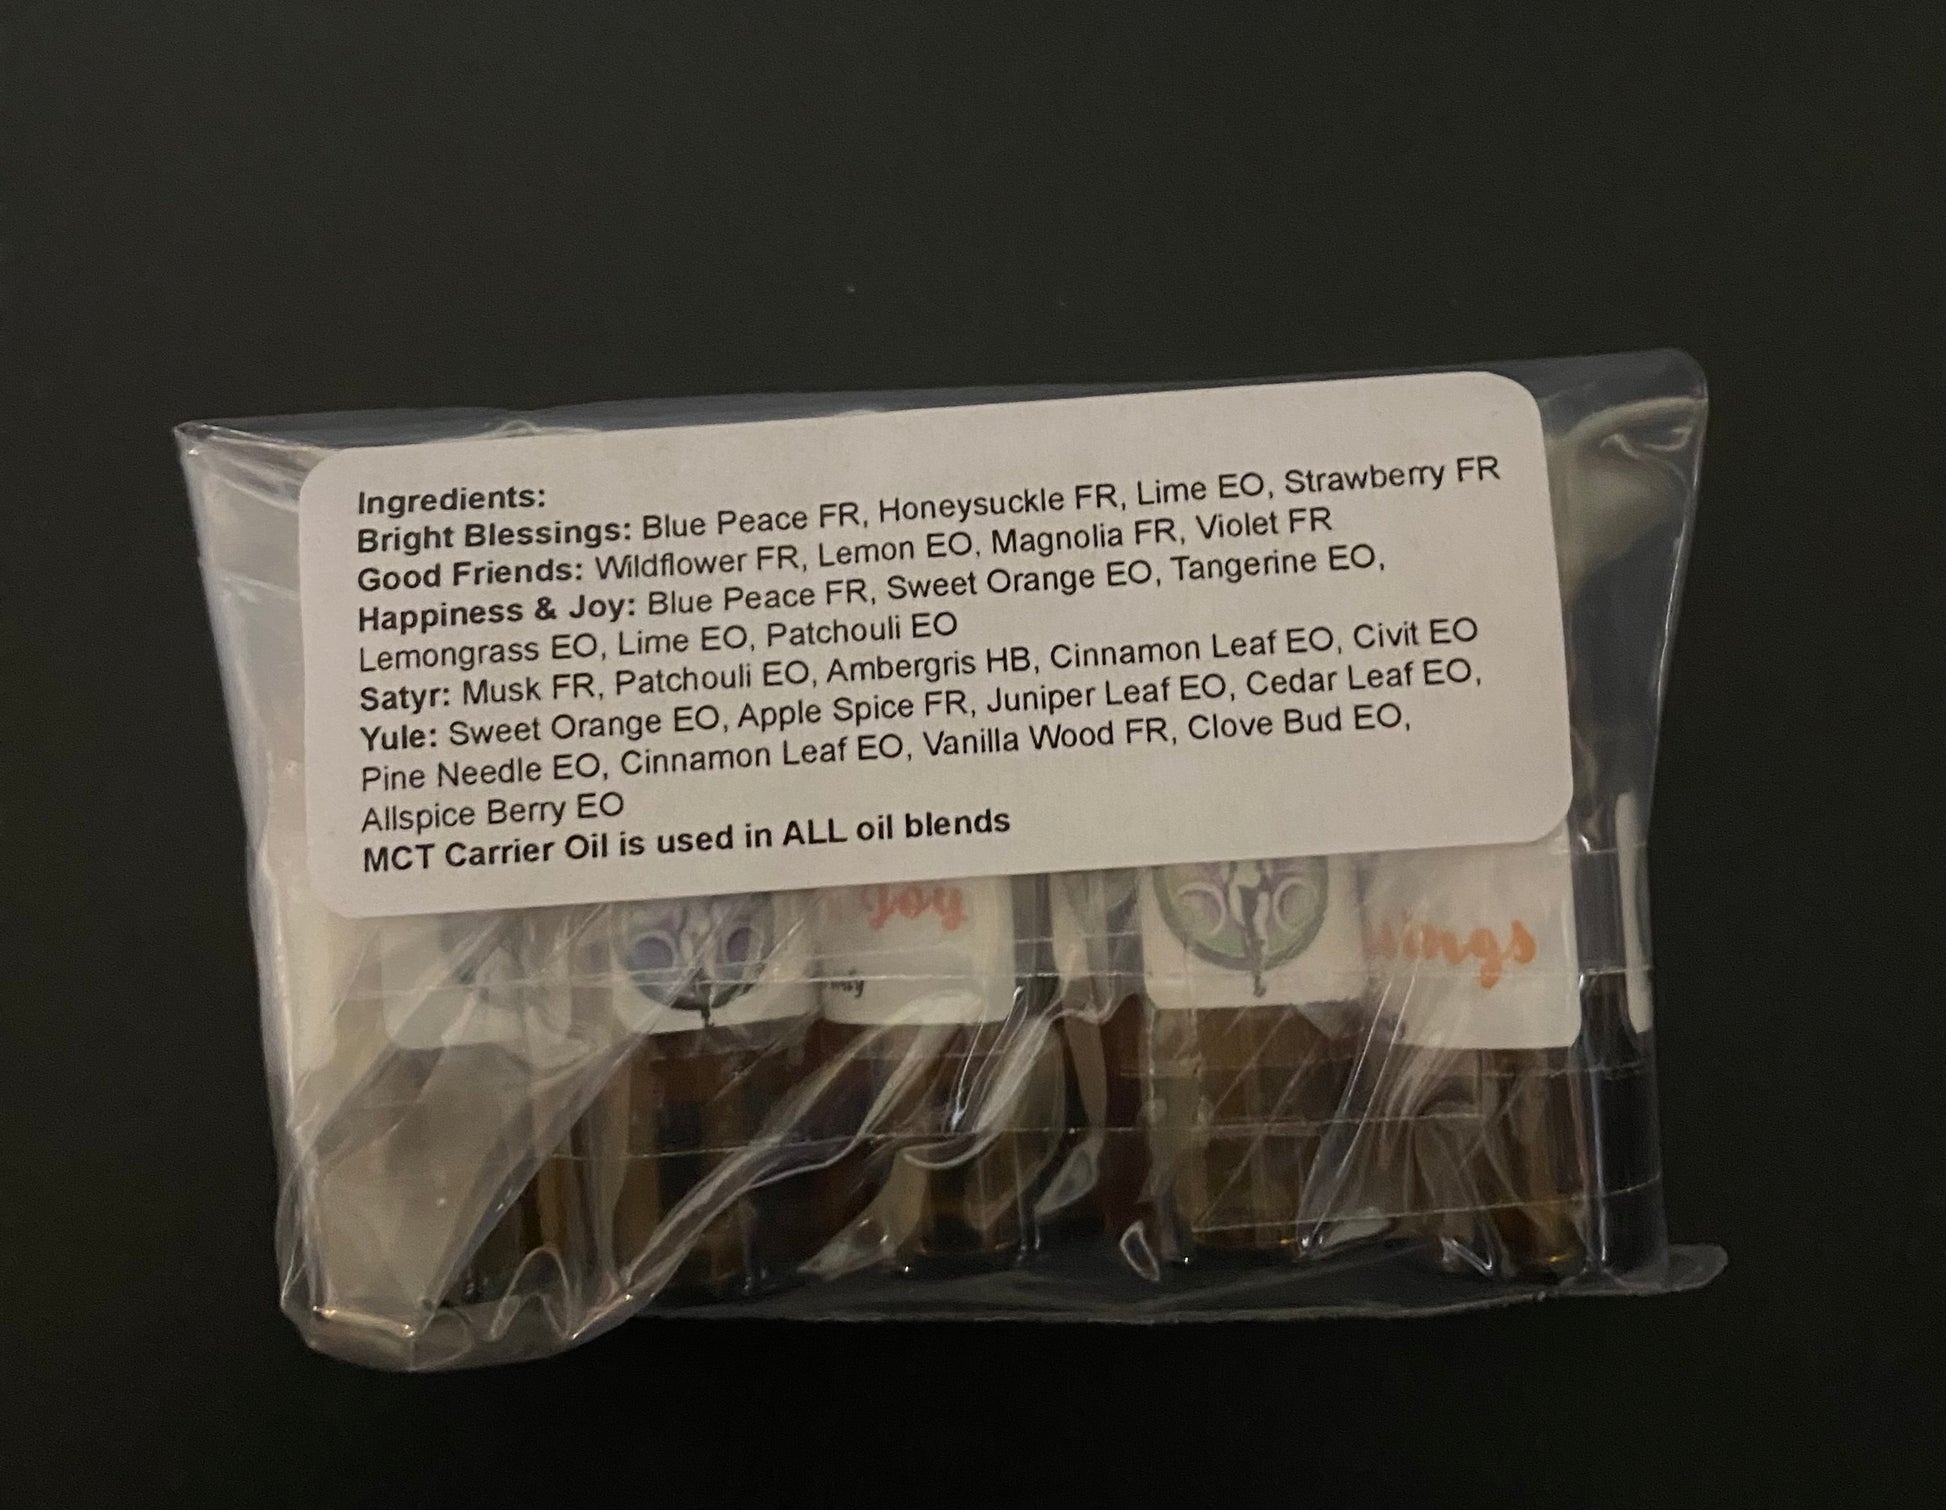 Ingredients:
Bright Blessings: Blue Peace FR, Honeysuckle FR, Lime EO, Strawberry FR
Good Friends: Wildflower FR, Lemon EO, Magnolia FR, Violet FR
Happiness & Joy: Blue Peace FR, Sweet Orange EO, Tangerine EO,
Lemongrass EO, Lime EO, Patchouli EO
Satyr: Musk FR, Patchouli EO, Ambergris HB, Cinnamon Leaf EO, Civit EO
Yule: Sweet Orange EO, Apple Spice FR, Juniper Leaf EO, Cedar Leaf EO,
Pine Needle EO, Cinnamon Leaf EO, Vanilla Wood FR, Clove Bud EO,
Allspice Berry EO
MCT Carrier Oil is used in ALL oil blends
Joy